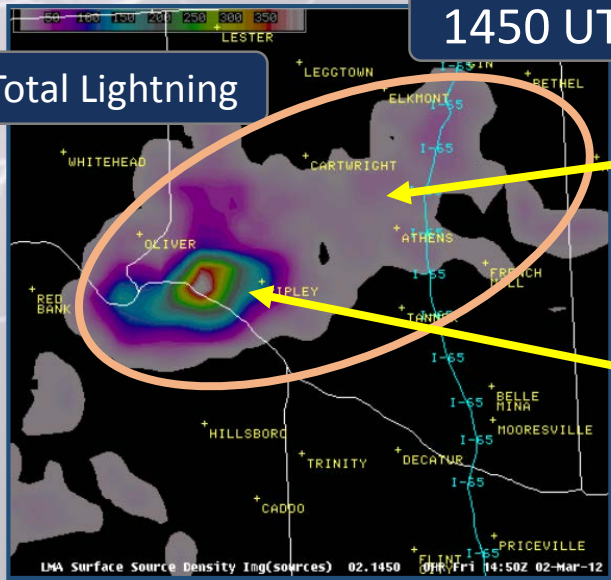 50 100 150 200 250 300 350
1450 UT
Total Lightning
LESTER
LEGGTOWN
BETHEL
ELKMONT
I-65
I-65
WHITEHEAD
CARTWRIGHT
I-65
OLIVER
ATHENS
I-65
RED
BANK
IPLEY
FRENCH
I-65
I-65
BELLE
MINA
HILLSBORO
MOORESVILLE
I-65
TRINITY
DECATUR
I-65
CADDO
PRICEVILLE
FLINT
I-65
LMA Surface Source Density Img(sources) 02.1450 0HR Fri 14:50Z 02-Mar-12